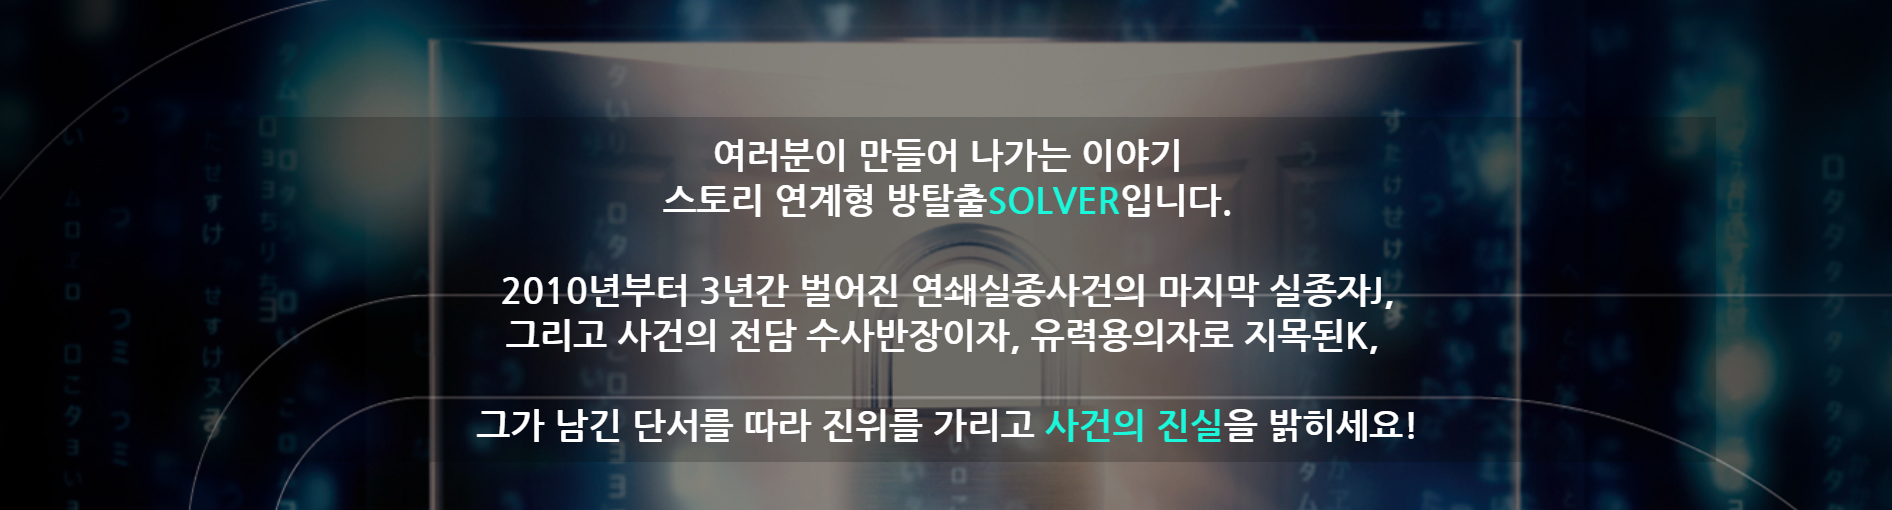 여러분이 만들어 나가는 이야기
스토리 연계형 방탈출SOLVER입니다.
2010년부터 3년간 벌어진 연쇄실종사건의 마지막 실종자J,
그리고 사건의 전담 수사반장이자, 유력용의자로 지목된K,
그가 남긴 단서를 따라 진위를 가리고 사건의 진실을 밝히세요!